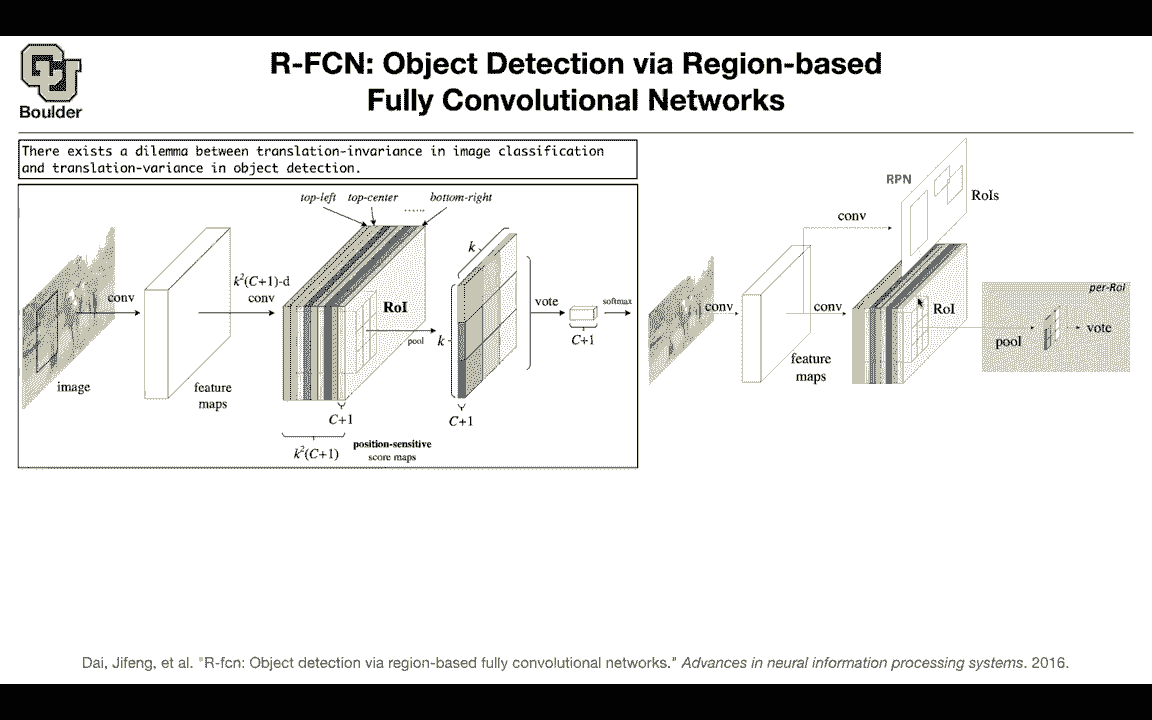 Boulder
R-FCN: Object Detection via Region-based
Fully Convolutional Networks
There exists a dilemma between translation-invariance in image classification
and translation-variance in object detection.
top-left top-center ...... bottom-right
image
conv
feature
maps
k²(C+1)-d
conv
RoI
pool
C+1
k²(C+1)
position-sensitive
score maps
k
k
C+1
vote
C+1
softmax
conv
feature
maps
conv
conv
RPN
RoIs
RoI
pool
per-RoI
vote
Dai, Jifeng, et al. "R-fcn: Object detection via region-based fully convolutional networks." Advances in neural information processing systems. 2016.